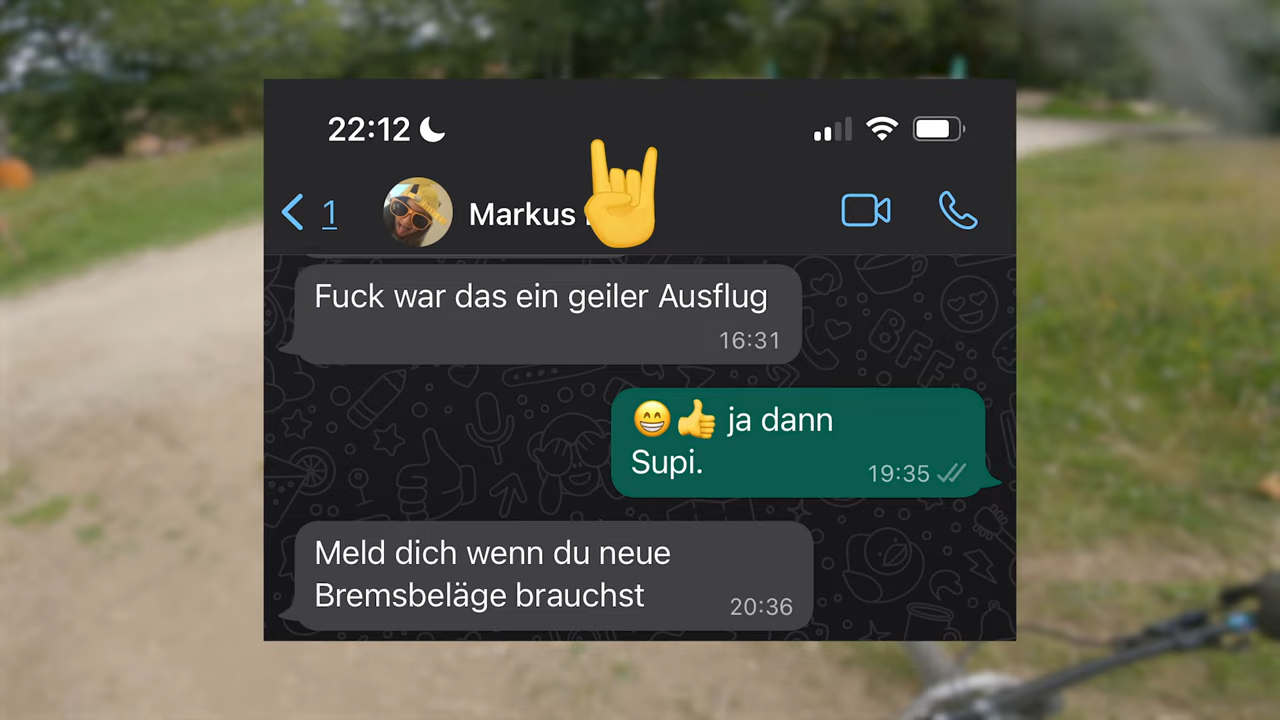 22:12
1
Markus
Fuck war das ein geiler Ausflug
16:31
😁👍 ja dann
Supi.
19:35
Meld dich wenn du neue
Bremsbeläge brauchst
20:36